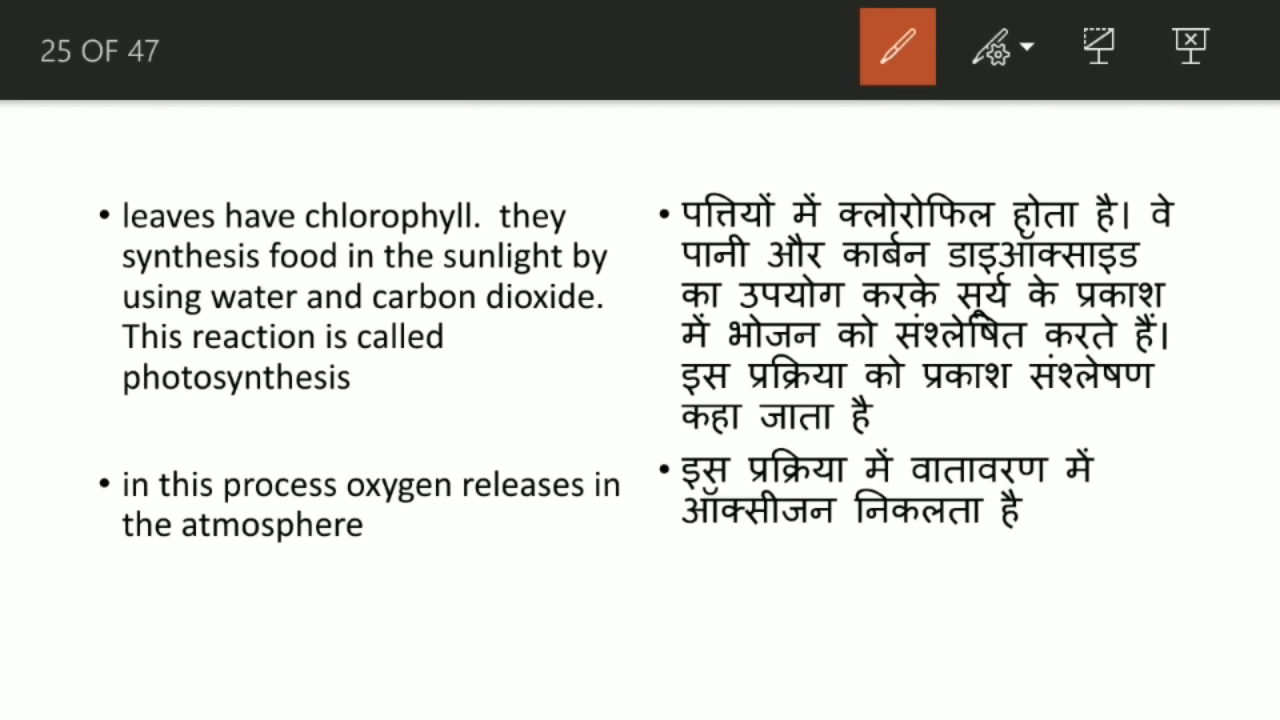 25 OF 47
• leaves have chlorophyll.  they
synthesis food in the sunlight by
using water and carbon dioxide.
This reaction is called
photosynthesis
• in this process oxygen releases in
the atmosphere
• पत्तियों में क्लोरोफिल होता है। वे
पानी और कार्बन डाइऑक्साइड
का उपयोग करके सूर्य के प्रकाश
में भोजन को संश्लेषित करते हैं।
इस प्रक्रिया को प्रकाश संश्लेषण
कहा जाता है
• इस प्रक्रिया में वातावरण में
ऑक्सीजन निकलता है